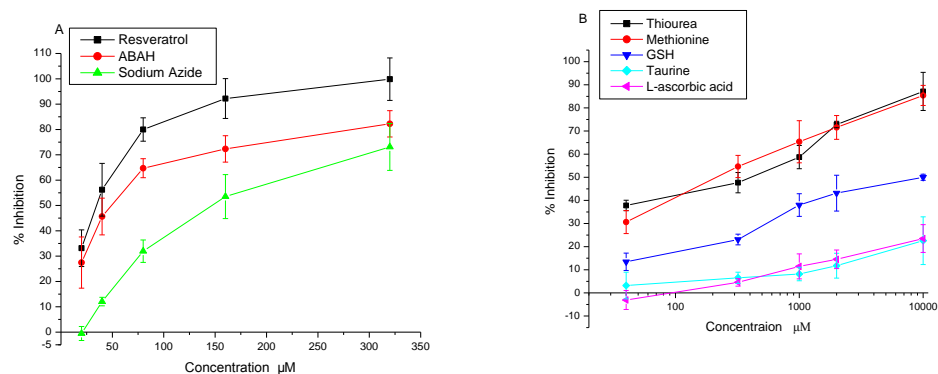 A
Resveratrol
ABAH
Sodium Azide
% Inhibition
110
100
90
80
70
60
50
40
30
20
10
0
-5
50
100
150
200
250
300
350
Concentration µM
B
Thiourea
Methionine
GSH
Taurine
L-ascorbic acid
% Inhibition
100
90
80
70
60
50
40
30
20
10
0
-10
100
1000
10000
Concentraion µM